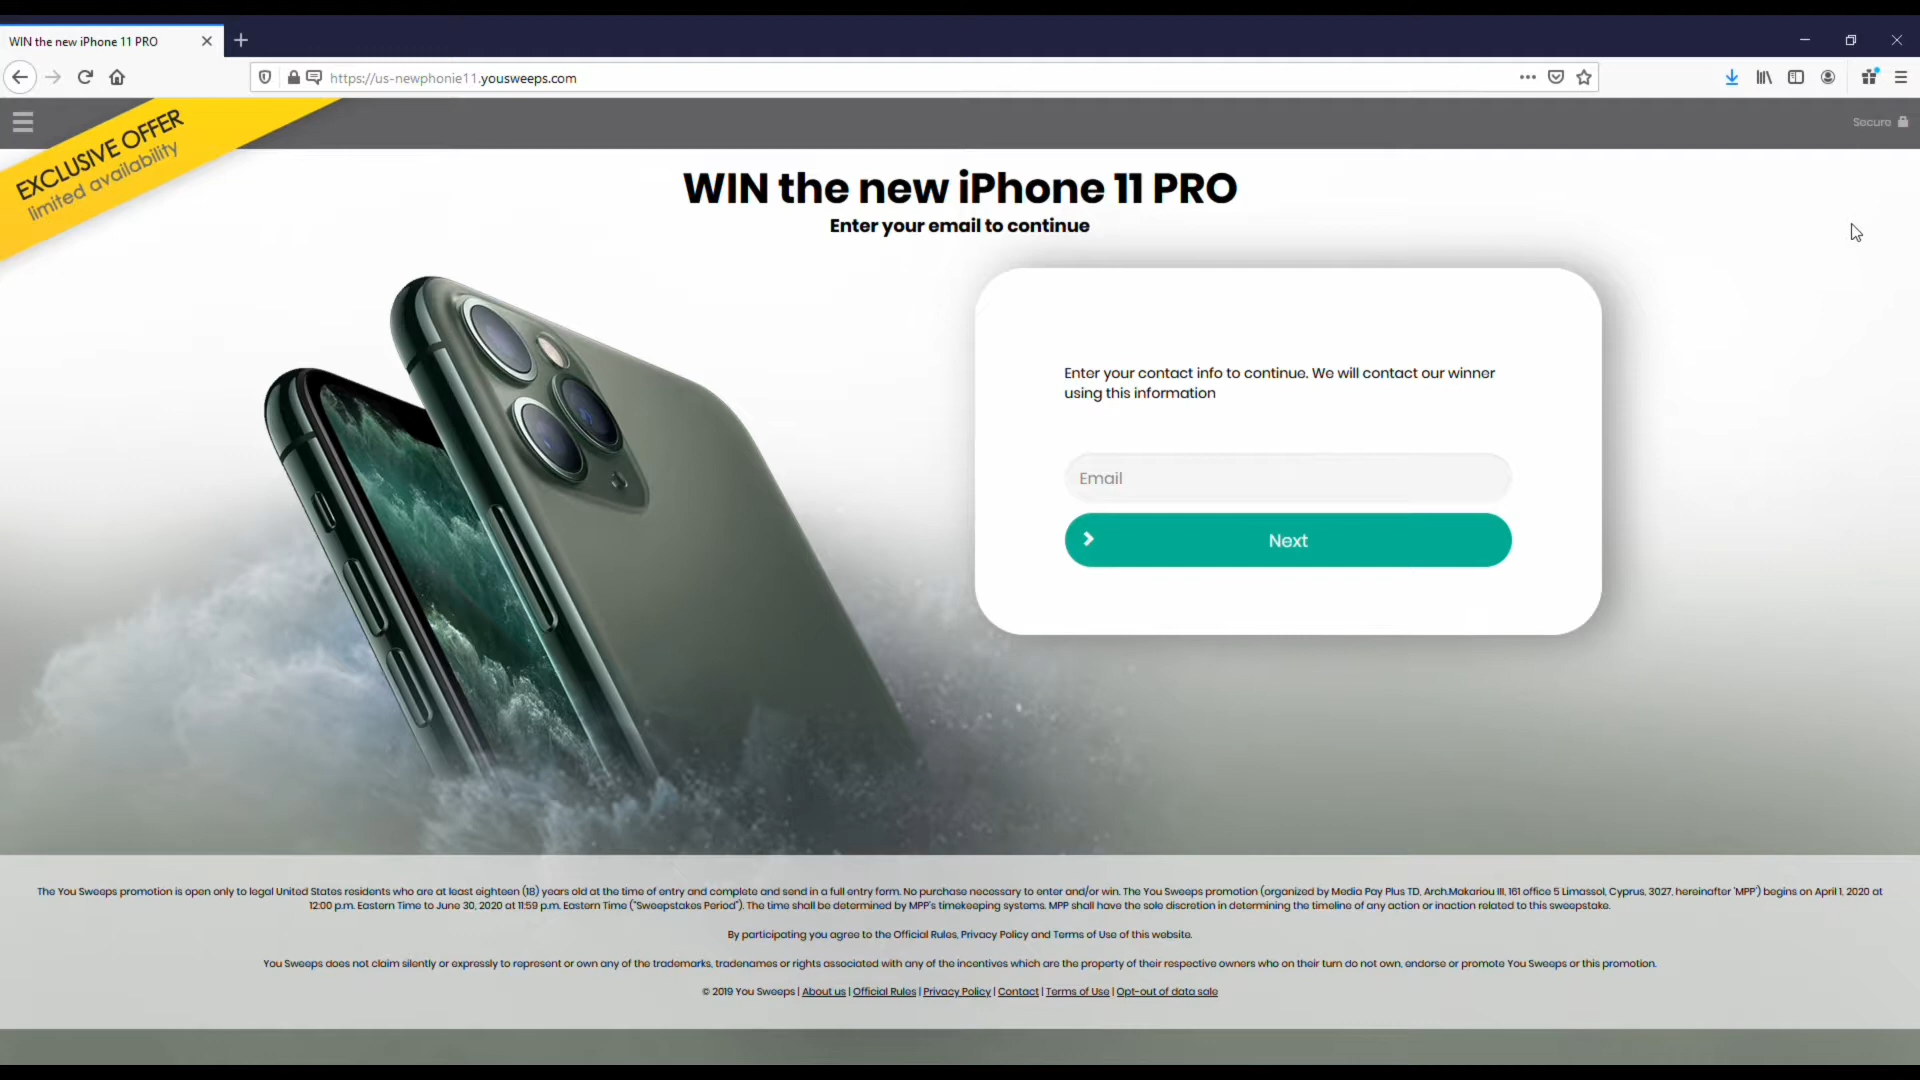 WIN the new iPhone 11 PRO
https://us-newphonie11.yousweeps.com
EXCLUSIVE OFFER
limited availability
Secure
WIN the new iPhone 11 PRO
Enter your email to continue
Enter your contact info to continue. We will contact our winner
using this information
Email
Next
The You Sweeps promotion is open only to legal United States residents who are at least eighteen (18) years old at the time of entry and complete and send in a full entry form. No purchase necessary to enter and/or win. The You Sweeps promotion (organized by Media Pay Plus TD, Arch.Makariou III, 161 office 5 Limassol, Cyprus, 3027, hereinafter 'MPP') begins on April 1, 2020 at
12:00 p.m. Eastern Time to June 30, 2020 at 11:59 p.m. Eastern Time ("Sweepstakes Period"). The time shall be determined by MPP's timekeeping systems. MPP shall have the sole discretion in determining the timeline of any action or inaction related to this sweepstake.
By participating you agree to the Official Rules, Privacy Policy and Terms of Use of this website.
You Sweeps does not claim silently or expressly to represent or own any of the trademarks, tradenames or rights associated with any of the incentives which are the property of their respective owners who on their turn do not own, endorse or promote You Sweeps or this promotion.
© 2019 You Sweeps | About us | Official Rules | Privacy Policy | Contact | Terms of Use | Opt-out of data sale